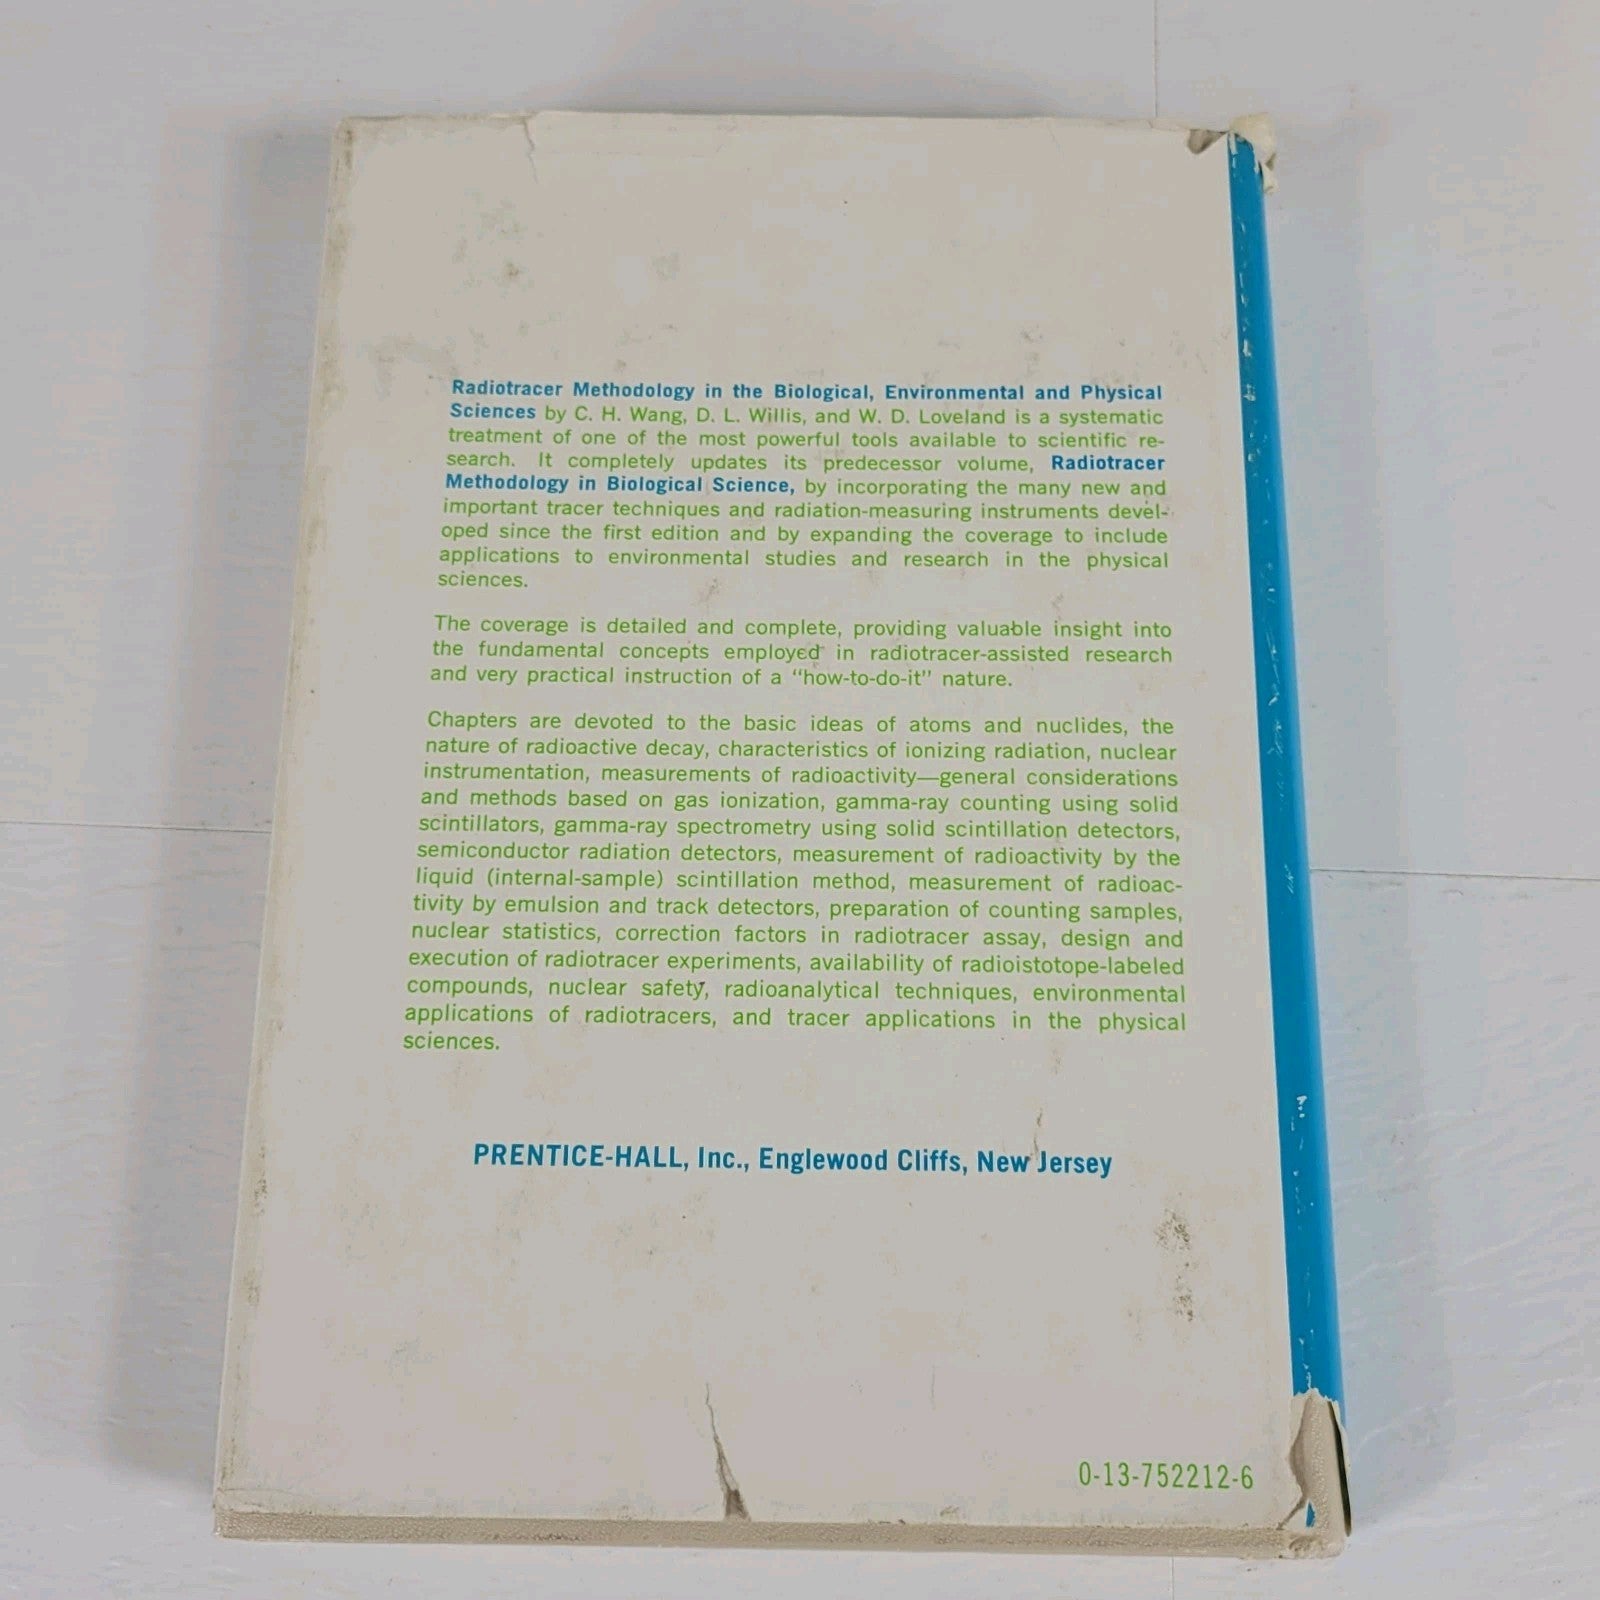 Radiotracer Methodology in the Biological, Environmental and Physical
Sciences by C. H. Wang, D. L. Willis, and W. D. Loveland is a systematic
treatment of one of the most powerful tools available to scientific re-
search. It completely updates its predecessor volume, Radiotracer
Methodology in Biological Science, by incorporating the many new and
important tracer techniques and radiation-measuring instruments devel-
oped since the first edition and by expanding the coverage to include
applications to environmental studies and research in the physical
sciences.
The coverage is detailed and complete, providing valuable insight into
the fundamental concepts employed in radiotracer-assisted research
and very practical instruction of a "how-to-do-it" nature.
Chapters are devoted to the basic ideas of atoms and nuclides, the
nature of radioactive decay, characteristics of ionizing radiation, nuclear
instrumentation, measurements of radioactivity—general considerations
and methods based on gas ionization, gamma-ray counting using solid
scintillators, gamma-ray spectrometry using solid scintillation detectors,
semiconductor radiation detectors, measurement of radioactivity by the
liquid (internal-sample) scintillation method, measurement of radioac-
tivity by emulsion and track detectors, preparation of counting samples,
nuclear statistics, correction factors in radiotracer assay, design and
execution of radiotracer experiments, availability of radioistotope-labeled
compounds, nuclear safety, radioanalytical techniques, environmental
applications of radiotracers, and tracer applications in the physical
sciences.
PRENTICE-HALL, Inc., Englewood Cliffs, New Jersey
0-13-752212-6